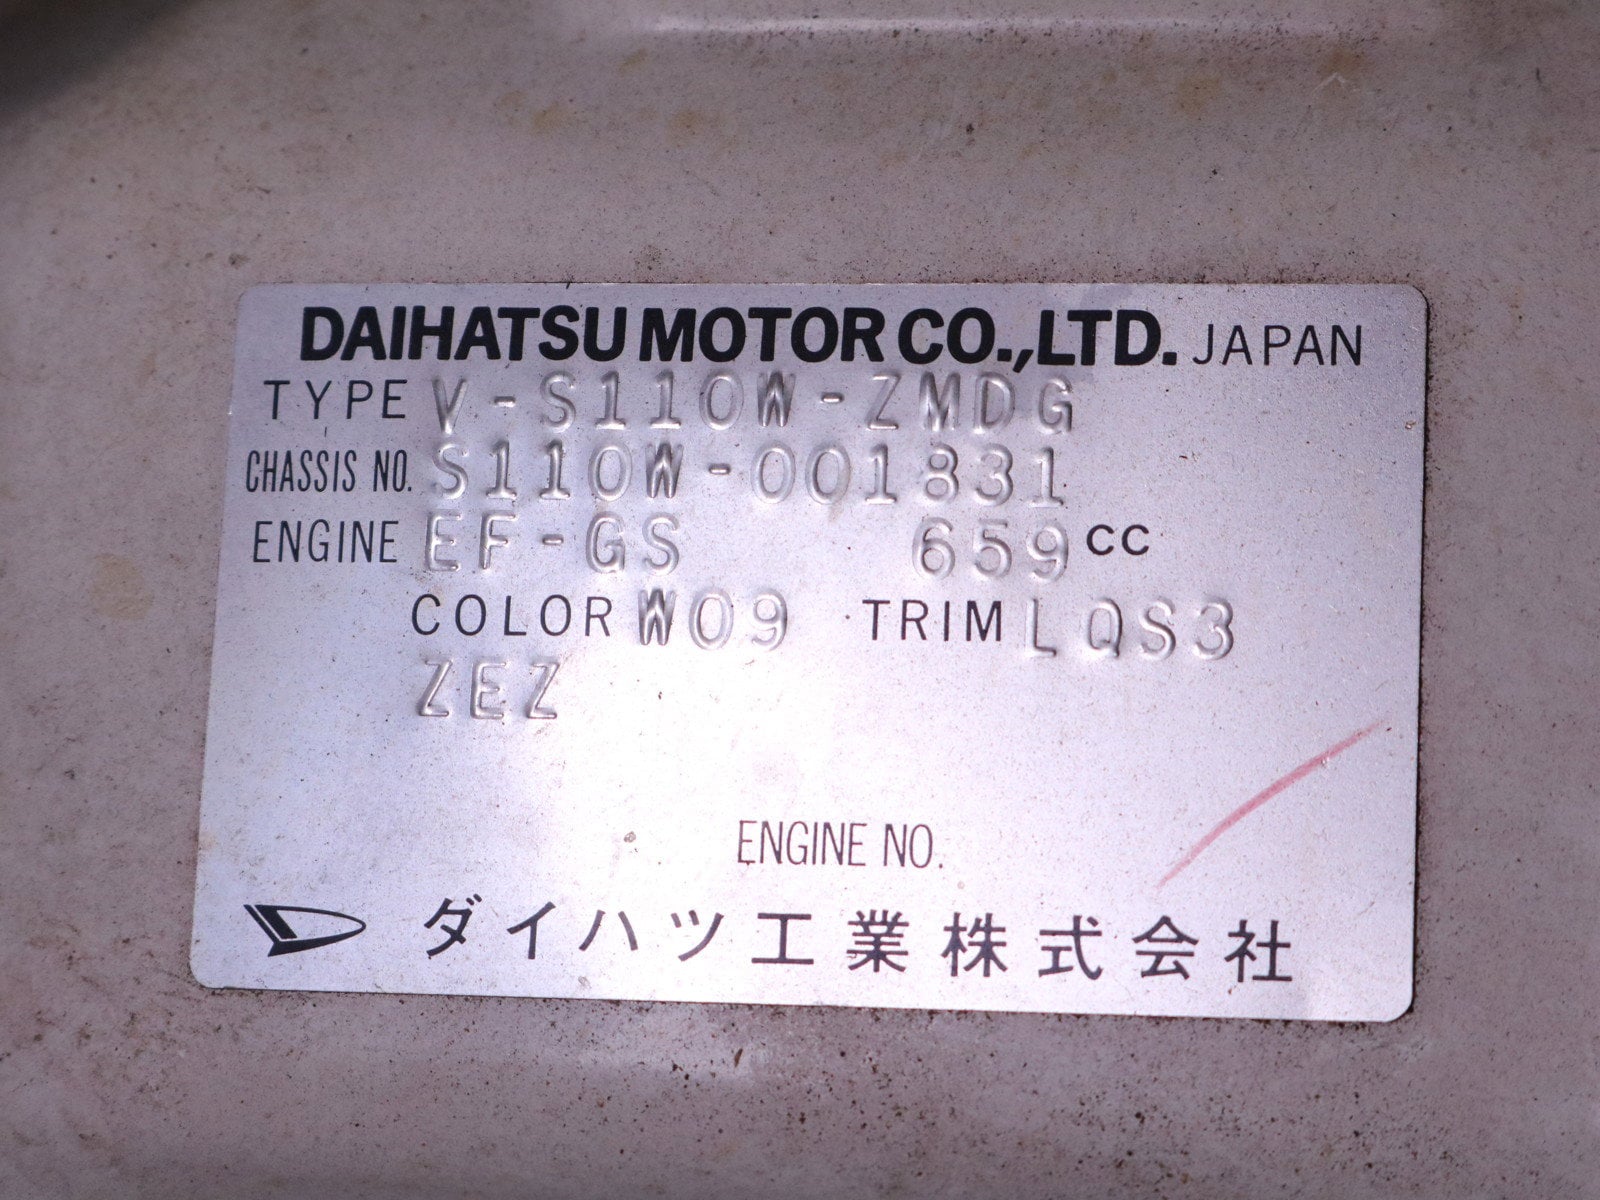 DAIHATSU MOTOR CO.,LTD. JAPAN
TYPE V-S110W-ZMDG
CHASSIS NO. S110W-001831
ENGINE EF-GS 659 CC
COLOR W09 TRIM LQS3
ZEZ
ENGINE NO.
ダイハツ工業株式会社